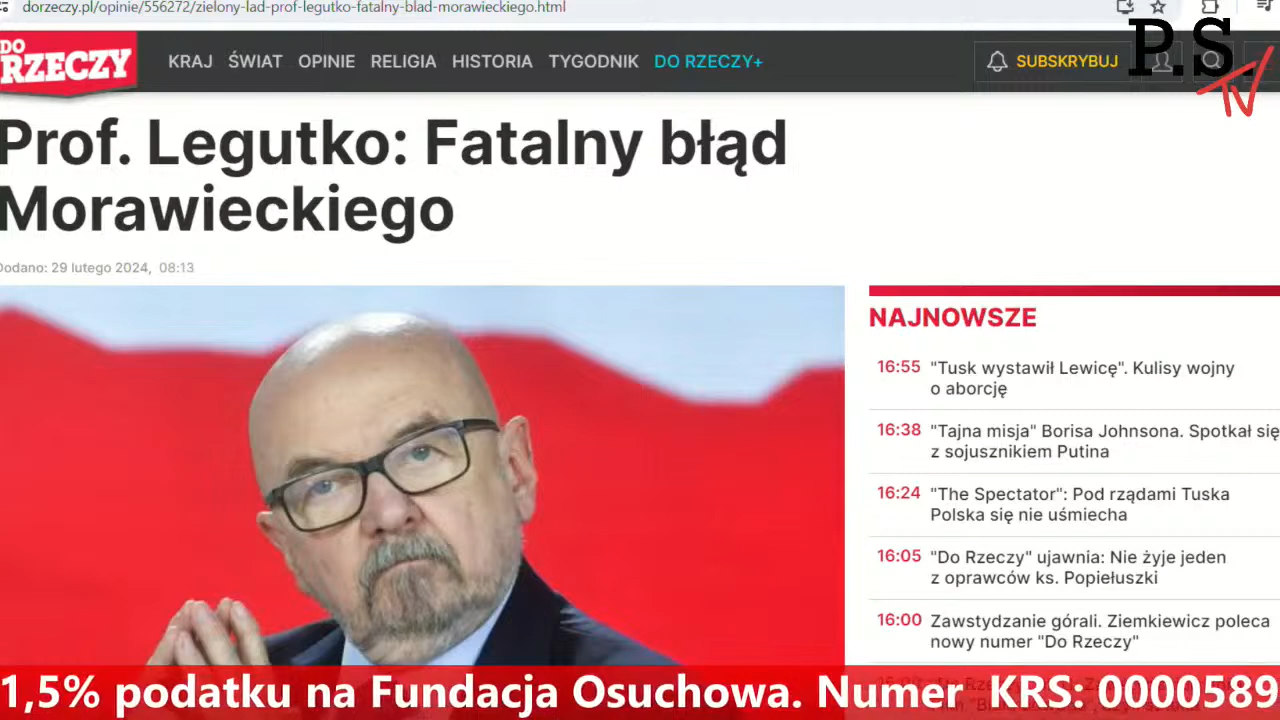 dorzeczy.pl/opinie/556272/zielony-lad-prof-legutko-fatalny-blad-morawieckiego.html
DO
RZECZY
KRAJ ŚWIAT OPINIE RELIGIA HISTORIA TYGODNIK DO RZECZY+
SUBSKRYBUJ
P.S.
TV
Prof. Legutko: Fatalny błąd
Morawieckiego
Dodano: 29 lutego 2024, 08:13
NAJNOWSZE
16:55 "Tusk wystawił Lewicę". Kulisy wojny
o aborcję
16:38 "Tajna misja" Borisa Johnsona. Spotkał się
z sojusznikiem Putina
16:24 "The Spectator": Pod rządami Tuska
Polska się nie uśmiecha
16:05 "Do Rzeczy" ujawnia: Nie żyje jeden
z oprawców ks. Popiełuszki
16:00 Zawstydzanie górali. Ziemkiewicz poleca
nowy numer "Do Rzeczy"
1,5% podatku na Fundacja Osuchowa. Numer KRS: 0000589